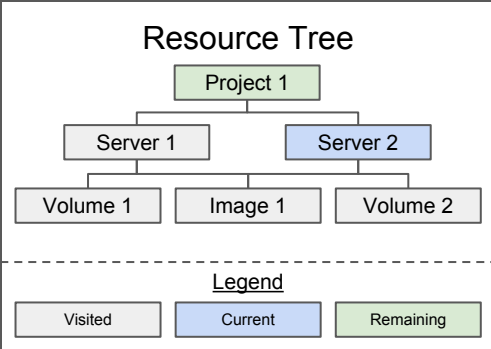 Resource Tree
Project 1
Server 1
Server 2
Volume 1
Image 1
Volume 2
Legend
Visited
Current
Remaining